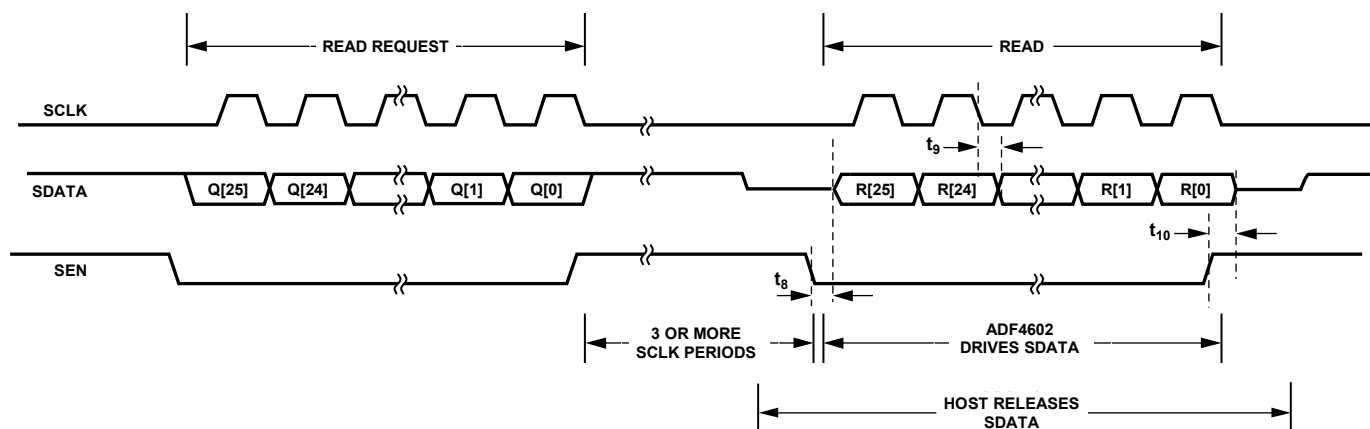 READ REQUEST
READ
SCLK
t9
SDATA
Q[25]
Q[24]
Q[1]
Q[0]
R[25]
R[24]
R[1]
R[0]
t10
SEN
t8
3 OR MORE
SCLK PERIODS
ADF4602
DRIVES SDATA
HOST RELEASES
SDATA